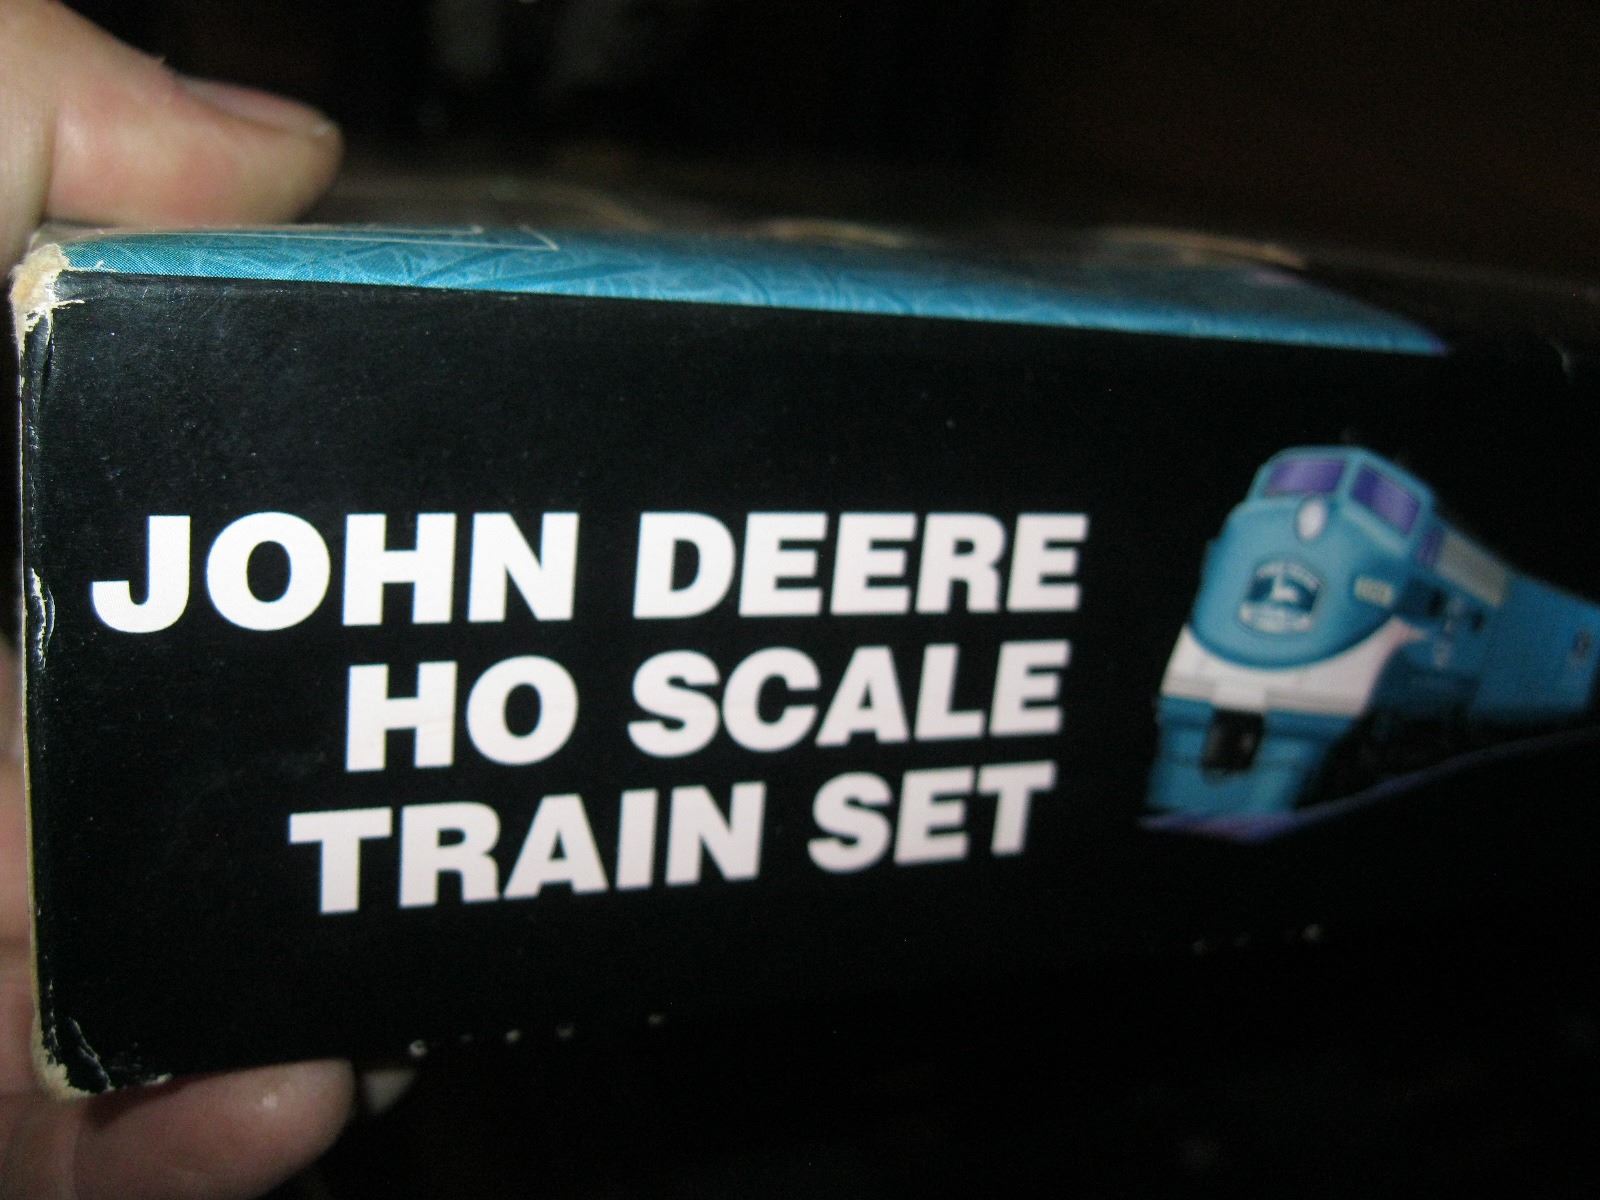 JOHN DEERE
HO SCALE
TRAIN SET